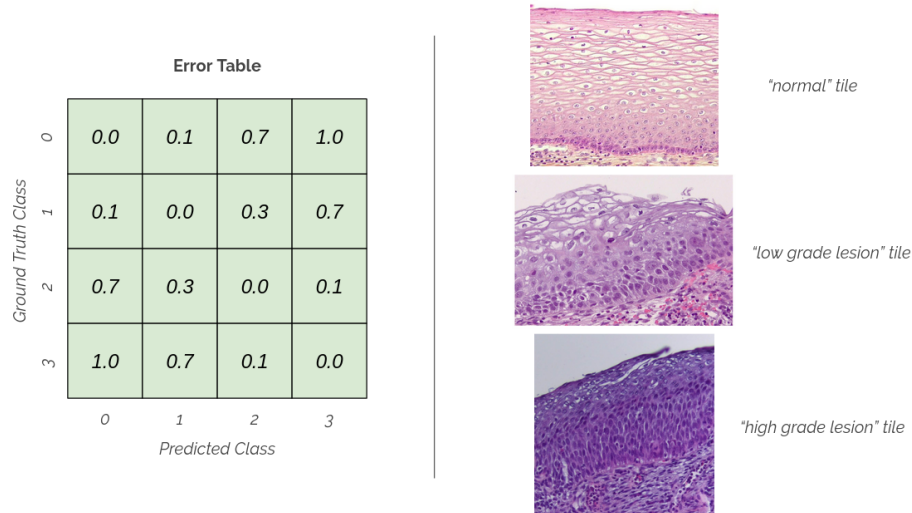 Error Table
0 0.0 0.1 0.7 1.0
1 0.1 0.0 0.3 0.7
2 0.7 0.3 0.0 0.1
3 1.0 0.7 0.1 0.0
0 1 2 3
Ground Truth Class
Predicted Class
“normal” tile
“low grade lesion” tile
“high grade lesion” tile